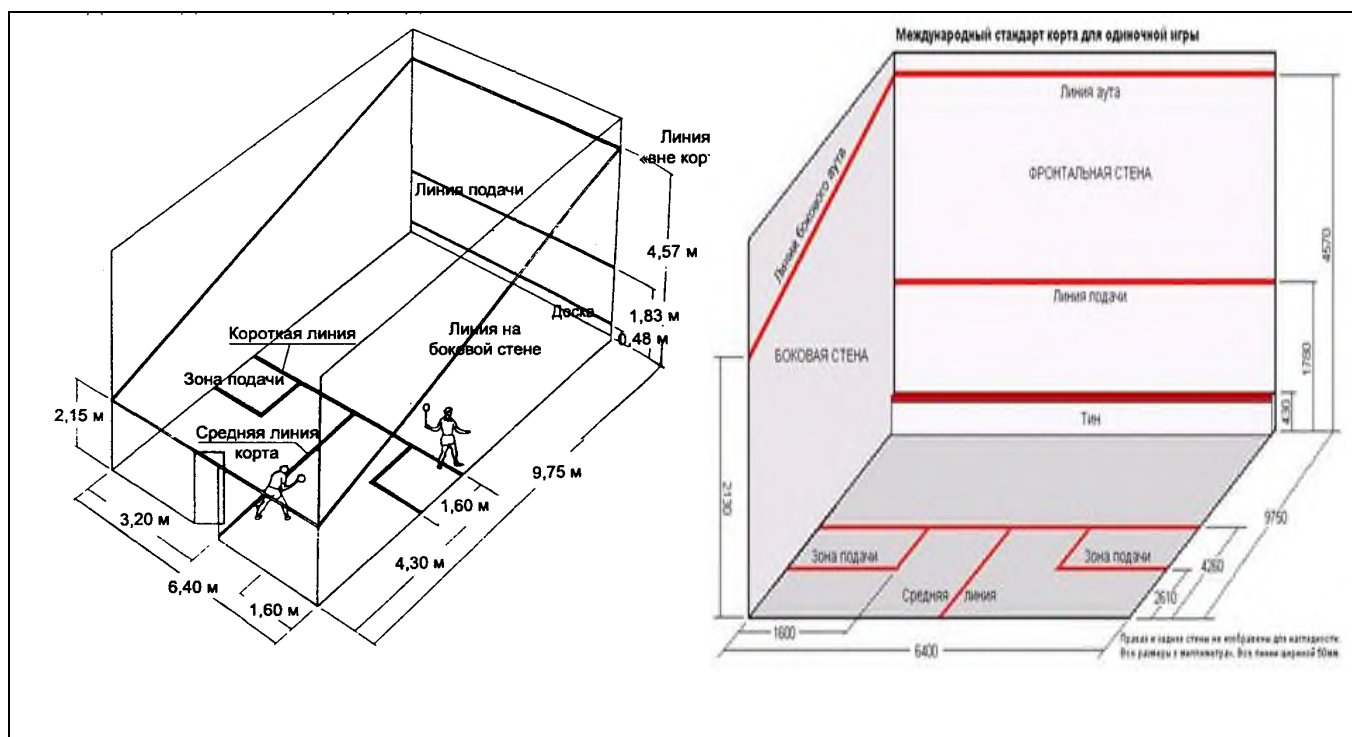 Линия
«вне кор
Линия подачи
4,57 м
Доска
1,83 м
0,48 м
Короткая линия
Линия на
боковой стене
Зона подачи
2,15 м
Средняя линия
корта
9,75 м
1,60 м
3,20 м
4,30 м
6,40 м
1,60 м
Международный стандарт корта для одиночной игры
Линия аута
ФРОНТАЛЬНАЯ СТЕНА
Линии бокового аута
4570
Линия подачи
БОКОВАЯ СТЕНА
1780
430
Тин
2130
9750
Зона подачи
Зона подачи
4260
Средняя линия
2610
1600
6400
Правая и задняя стены не изображены для наглядности.
Все размеры в миллиметрах. Все линии шириной 50мм.